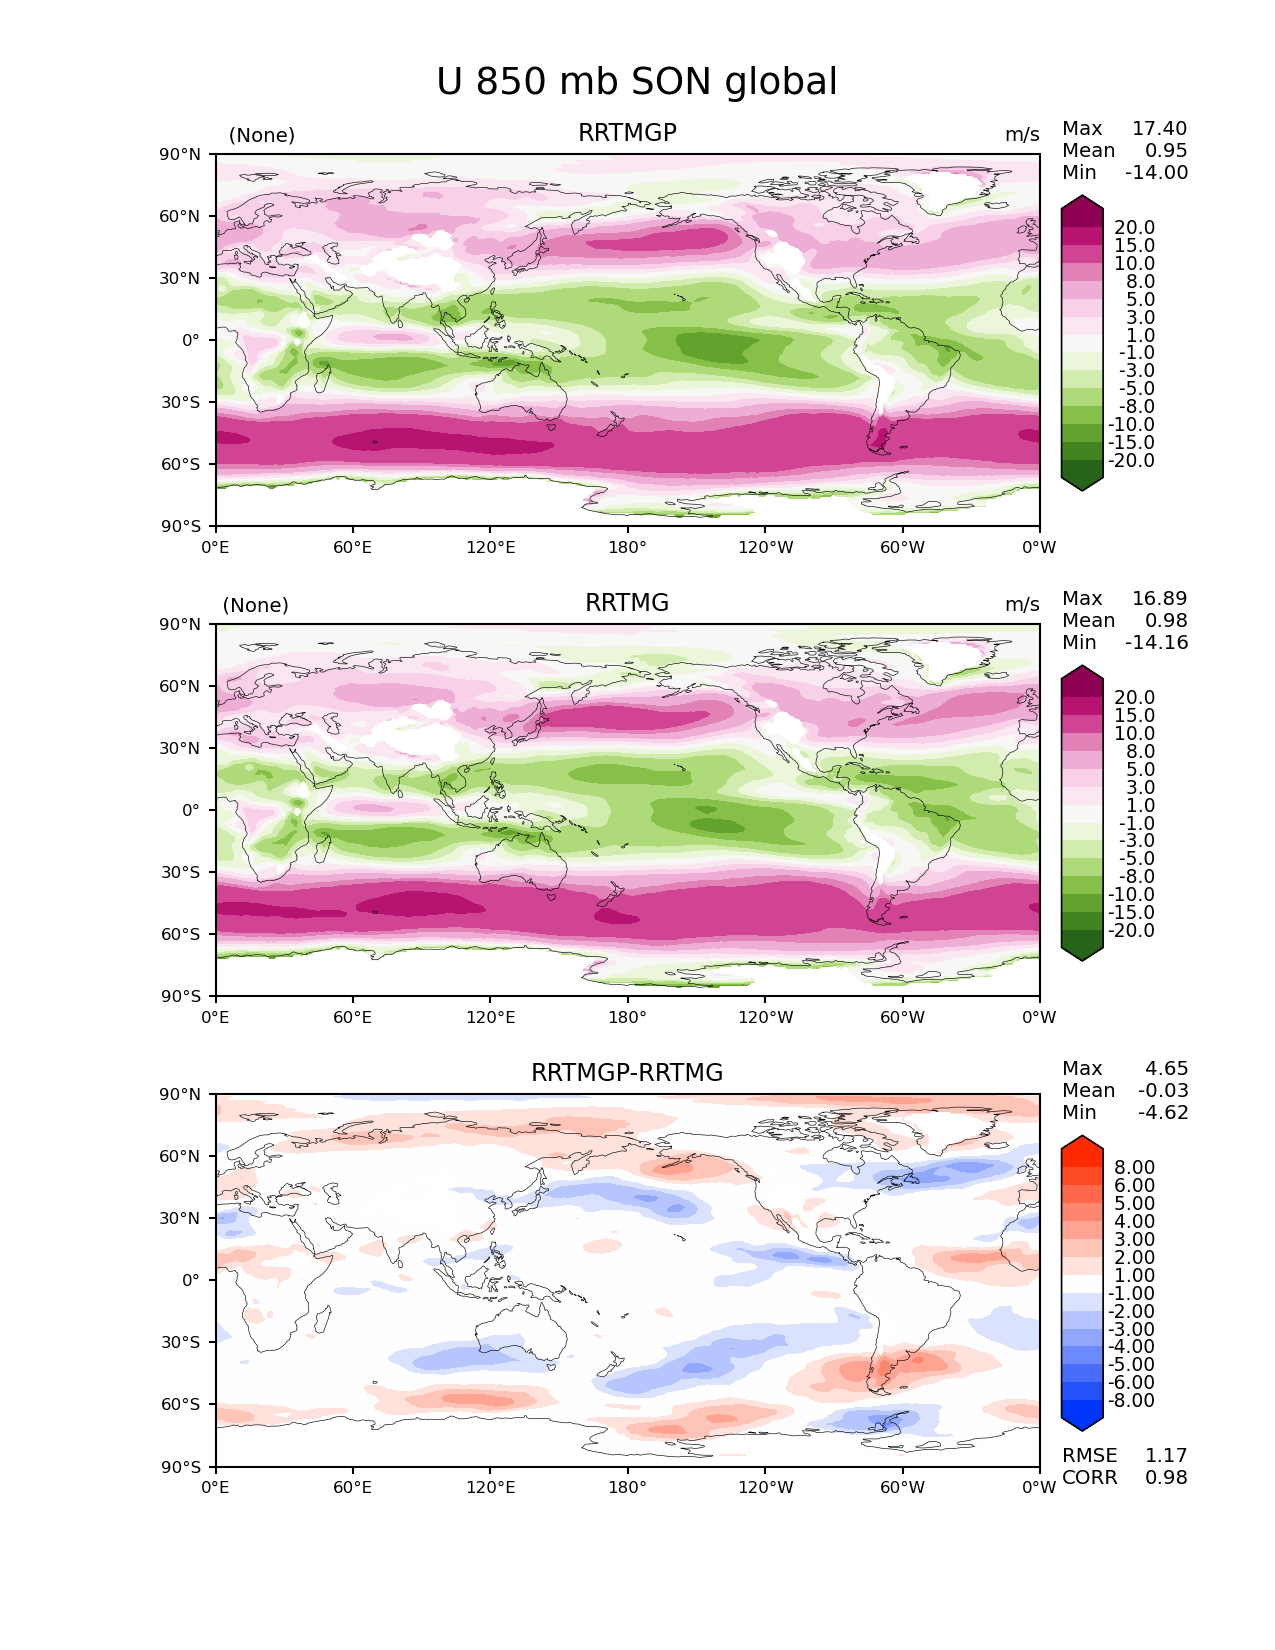 U 850 mb SON global
(None) RRTMGP m/s
Max 17.40
Mean 0.95
Min -14.00
90°N
60°N
30°N
0°
30°S
60°S
90°S
0°E 60°E 120°E 180° 120°W 60°W 0°W
20.0
15.0
10.0
8.0
5.0
3.0
1.0
-1.0
-3.0
-5.0
-8.0
-10.0
-15.0
-20.0
(None) RRTMG m/s
Max 16.89
Mean 0.98
Min -14.16
90°N
60°N
30°N
0°
30°S
60°S
90°S
0°E 60°E 120°E 180° 120°W 60°W 0°W
20.0
15.0
10.0
8.0
5.0
3.0
1.0
-1.0
-3.0
-5.0
-8.0
-10.0
-15.0
-20.0
RRTMGP-RRTMG
Max 4.65
Mean -0.03
Min -4.62
90°N
60°N
30°N
0°
30°S
60°S
90°S
0°E 60°E 120°E 180° 120°W 60°W 0°W
8.00
6.00
5.00
4.00
3.00
2.00
1.00
-1.00
-2.00
-3.00
-4.00
-5.00
-6.00
-8.00
RMSE 1.17
CORR 0.98